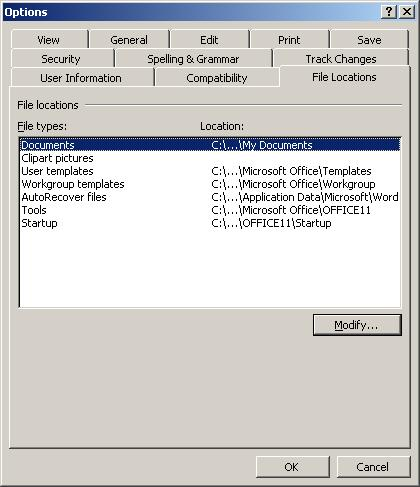 Options
View General Edit Print Save
Security Spelling & Grammar Track Changes
User Information Compatibility File Locations
File locations
File types: Location:
Documents C:\...\My Documents
Clipart pictures
User templates C:\...\Microsoft Office\Templates
Workgroup templates C:\...\Microsoft Office\Workgroup
AutoRecover files C:\...\Application Data\Microsoft\Word
Tools C:\...\Microsoft Office\OFFICE11
Startup C:\...\OFFICE11\Startup
Modify...
OK Cancel